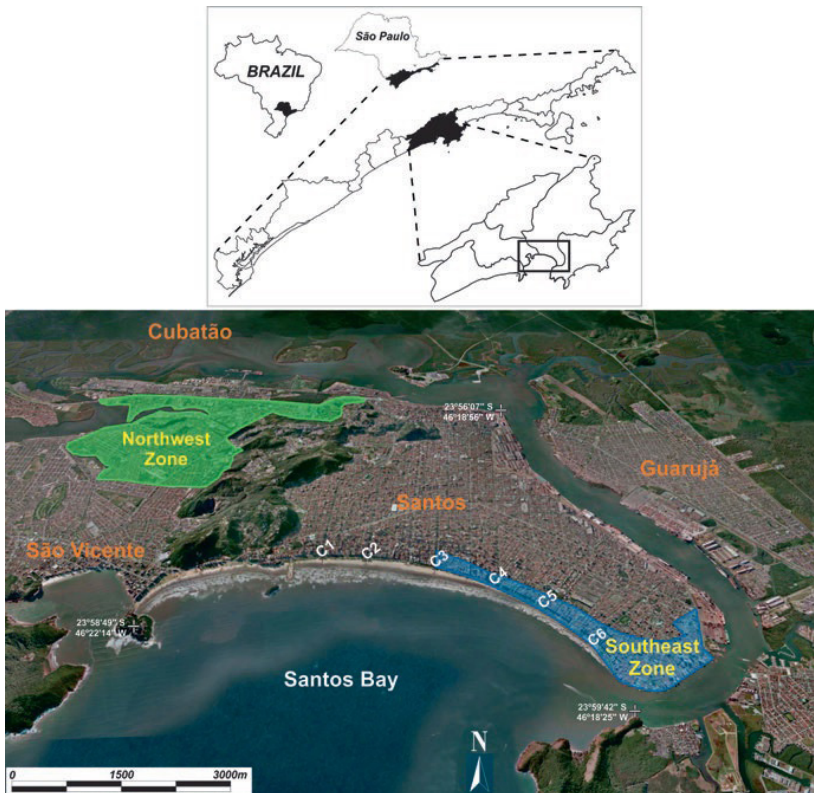 São Paulo
BRAZIL
Cubatão
23°56'07" S
46°18'56" W
Northwest
Zone
Guarujá
Santos
São Vicente
C1
C2
C3
C4
C5
C6
23°58'49" S
46°22'14" W
Southeast
Zone
Santos Bay
23°59'42" S
46°18'25" W
N
0 1500 3000m